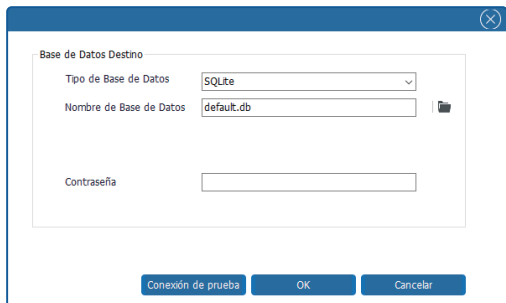 Base de Datos Destino
Tipo de Base de Datos SQLite
Nombre de Base de Datos default.db
Contraseña
Conexión de prueba OK Cancelar